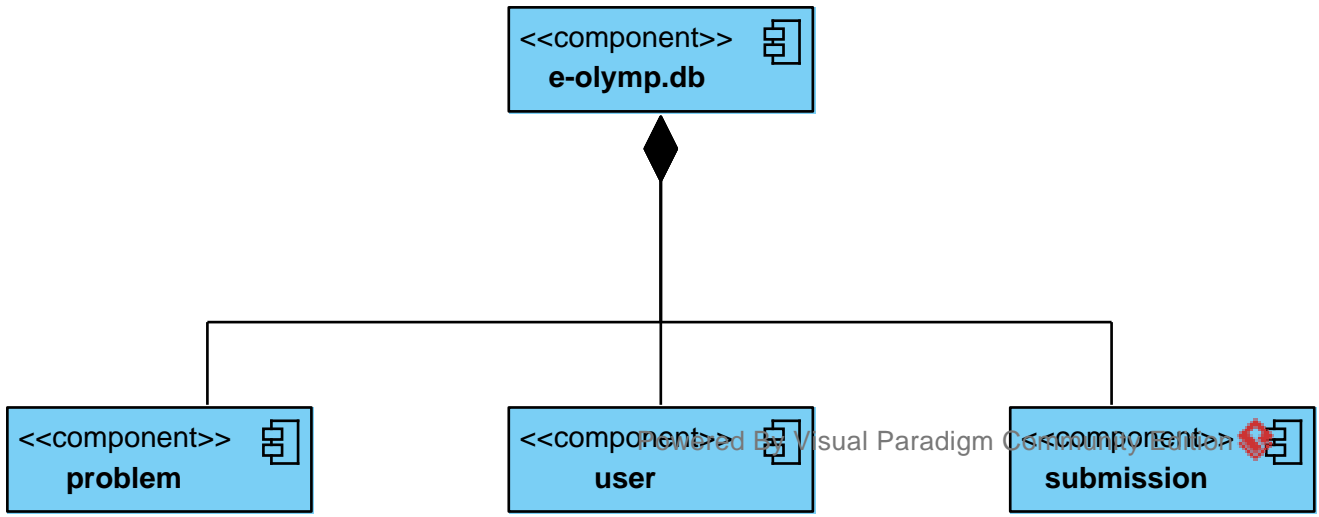 <<component>>
e-olymp.db
<<component>>
problem
<<component>>
user
<<component>>
submission
Powered By Visual Paradigm Community Edition